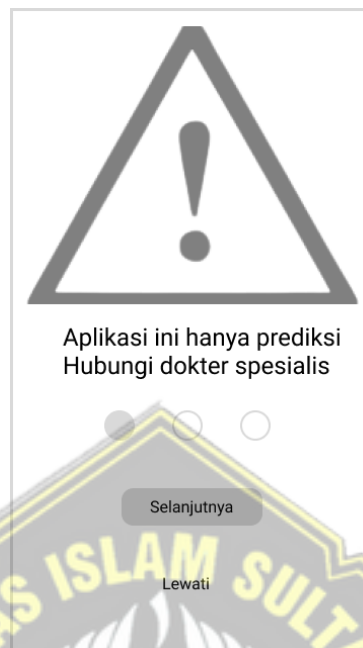 Aplikasi ini hanya prediksi
Hubungi dokter spesialis
Selanjutnya
Lewati
ISLAM